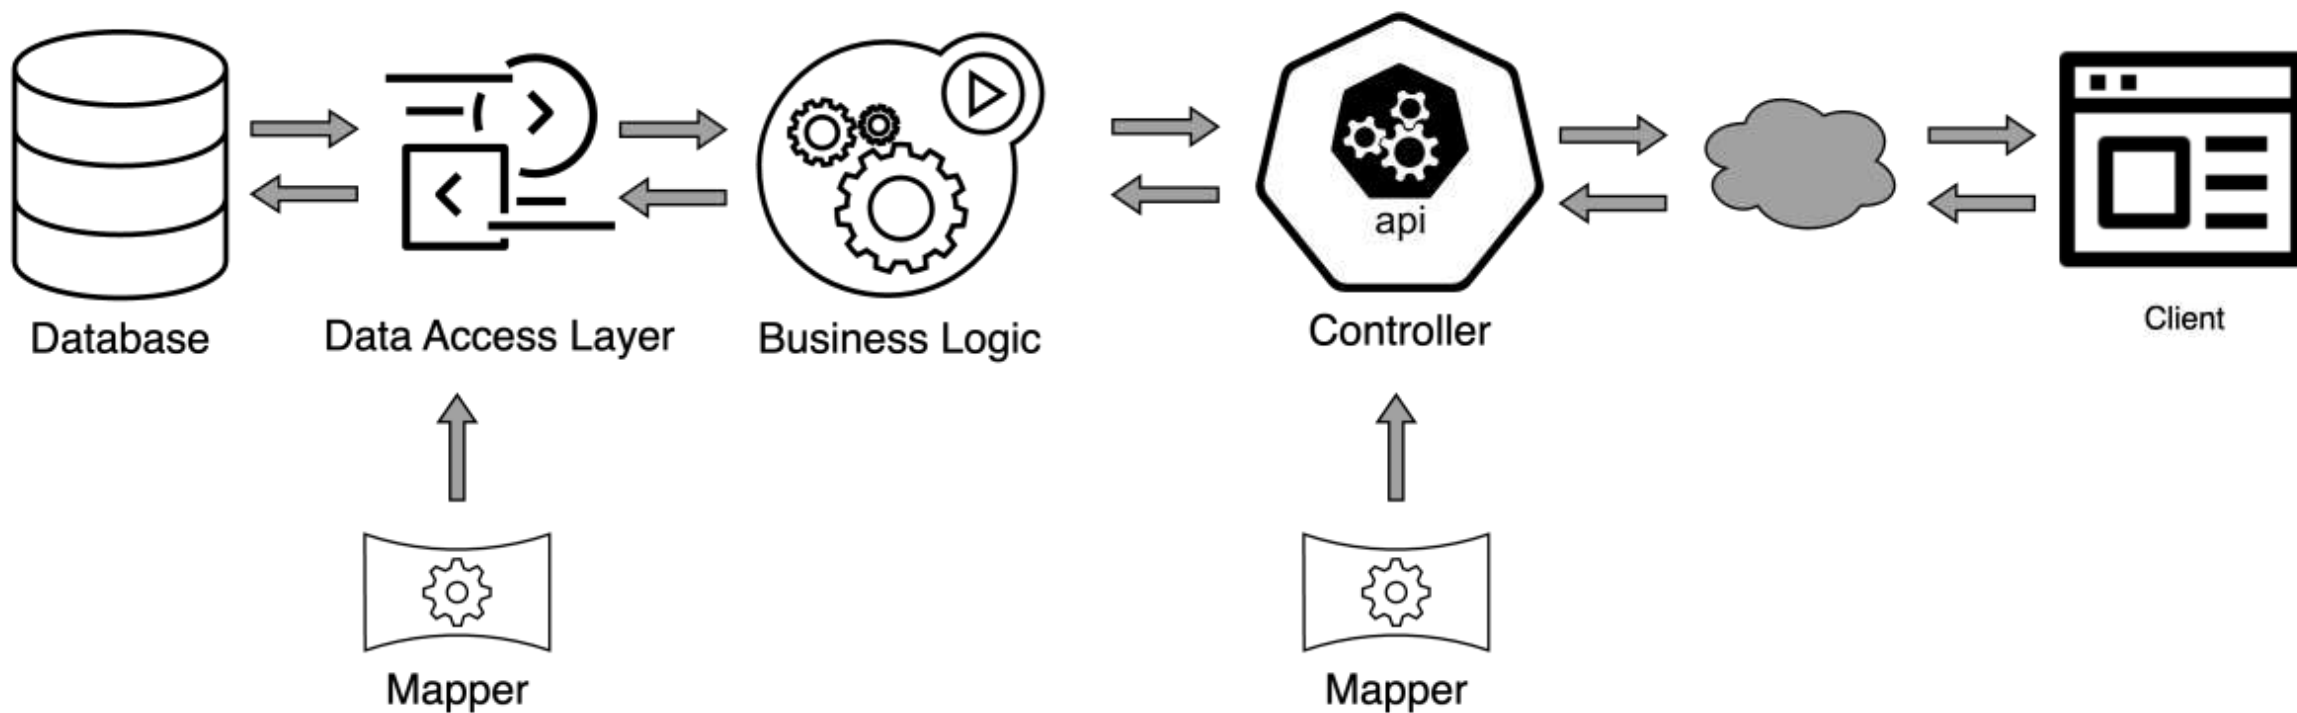 api
Database
Data Access Layer
Business Logic
Controller
Client
Mapper
Mapper